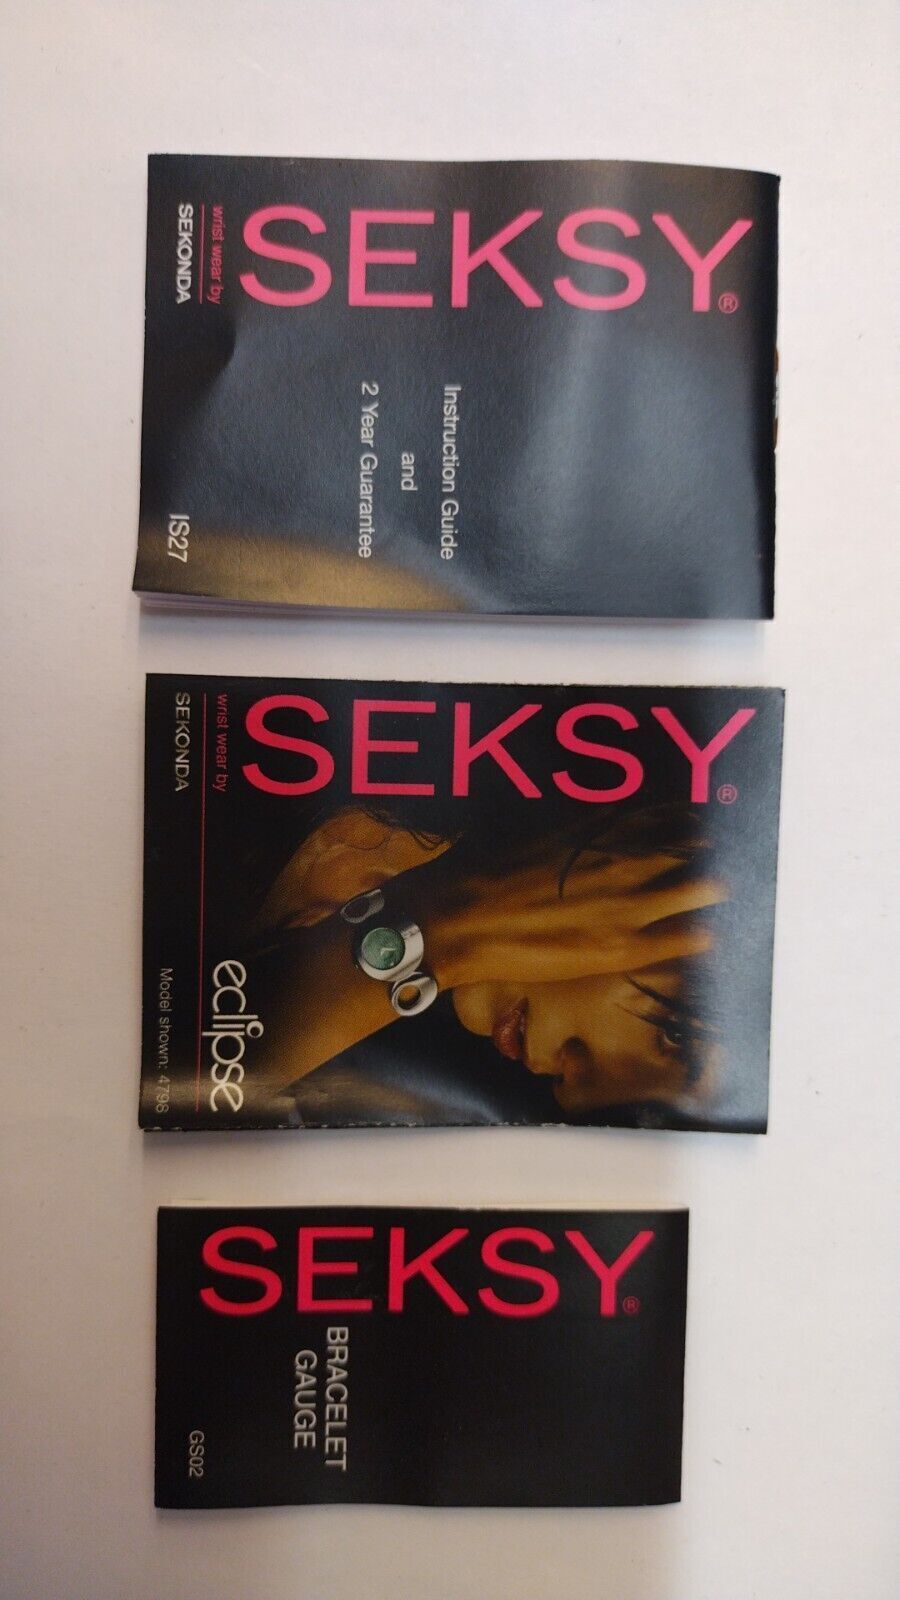 SEKSY®
wrist wear by
SEKONDA
Instruction Guide
and
2 Year Guarantee
IS27
SEKSY®
wrist wear by
SEKONDA
eclipse
Model shown: 4798
SEKSY®
BRACELET
GAUGE
GS02